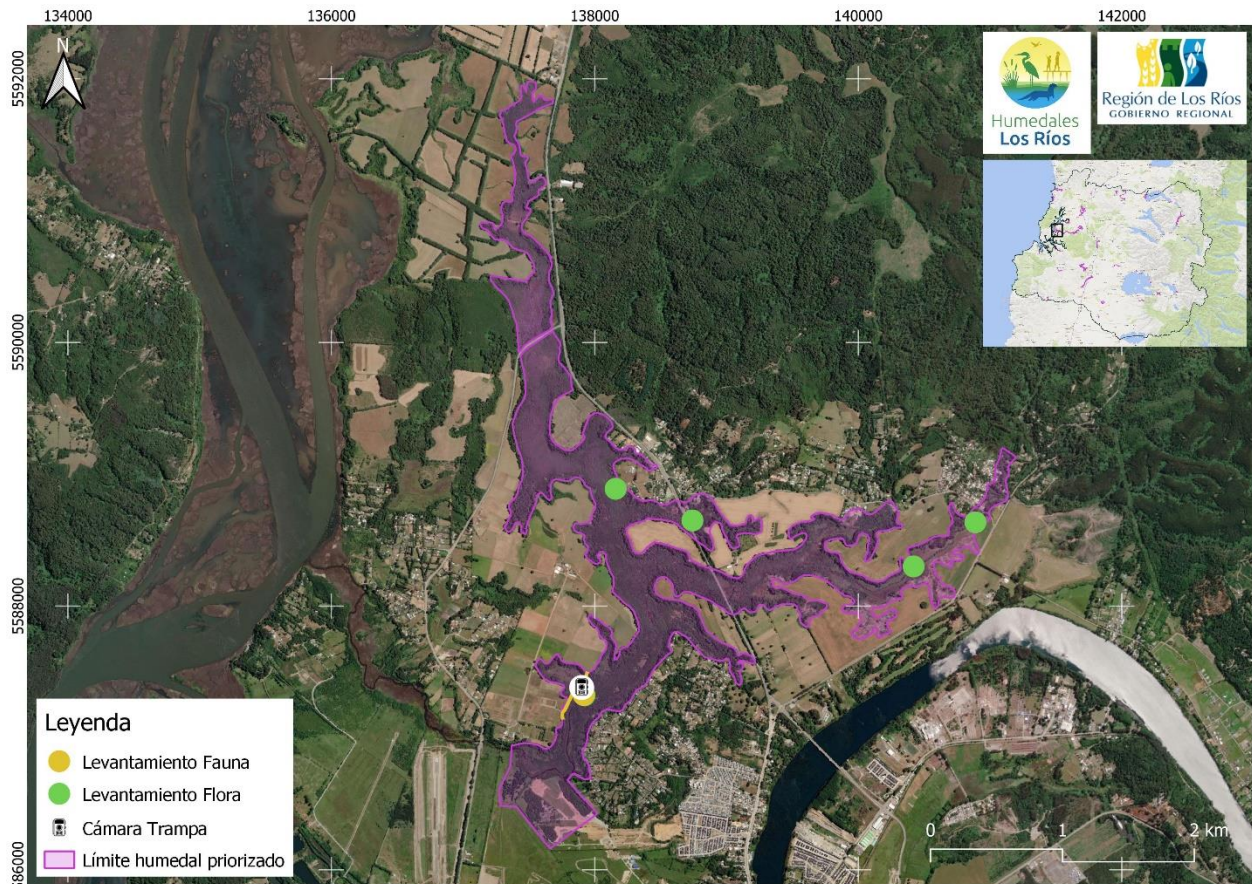 134000
136000
138000
140000
142000
5592000
5590000
5588000
5586000
N
Humedales
Los Ríos
Región de Los Ríos
GOBIERNO REGIONAL
Leyenda
Levantamiento Fauna
Levantamiento Flora
Cámara Trampa
Límite humedal priorizado
0 1 2 km